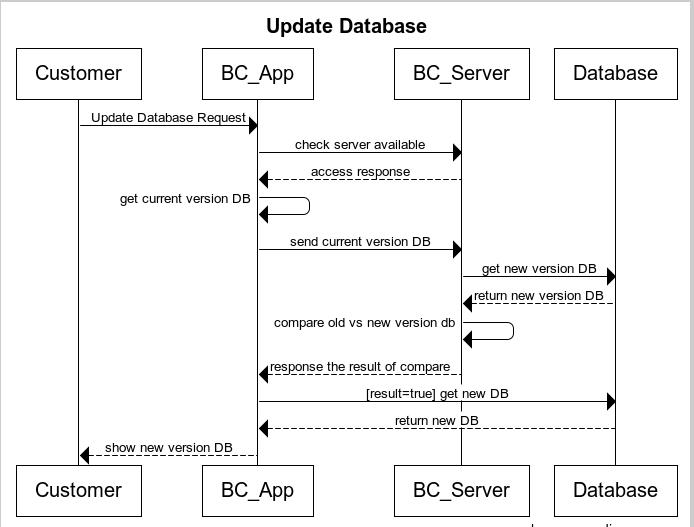 Update Database
Customer BC_App BC_Server Database
Update Database Request
check server available
access response
get current version DB
send current version DB
get new version DB
return new version DB
compare old vs new version db
response the result of compare
[result=true] get new DB
return new DB
show new version DB
Customer BC_App BC_Server Database